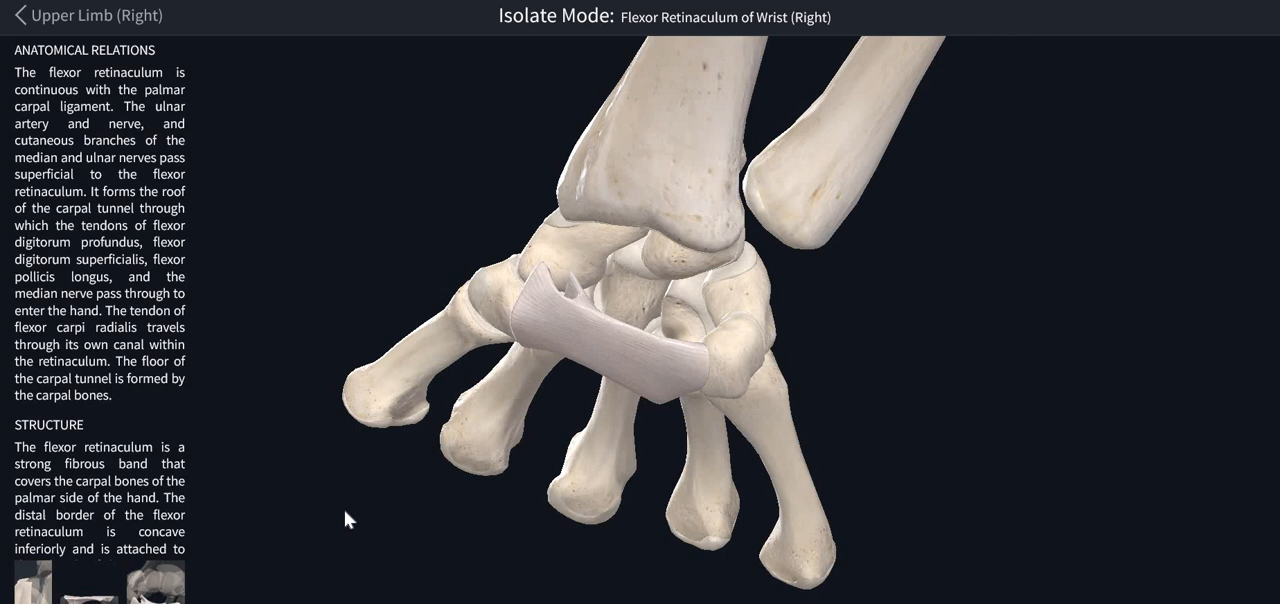 Upper Limb (Right)
Isolate Mode: Flexor Retinaculum of Wrist (Right)
ANATOMICAL RELATIONS
The flexor retinaculum is
continuous with the palmar
carpal ligament. The ulnar
artery and nerve, and
cutaneous branches of the
median and ulnar nerves pass
superficial to the flexor
retinaculum. It forms the roof
of the carpal tunnel through
which the tendons of flexor
digitorum profundus, flexor
digitorum superficialis, flexor
pollicis longus, and the
median nerve pass through to
enter the hand. The tendon of
flexor carpi radialis travels
through its own canal within
the retinaculum. The floor of
the carpal tunnel is formed by
the carpal bones.
STRUCTURE
The flexor retinaculum is a
strong fibrous band that
covers the carpal bones of the
palmar side of the hand. The
distal border of the flexor
retinaculum is concave
inferiorly and is attached to